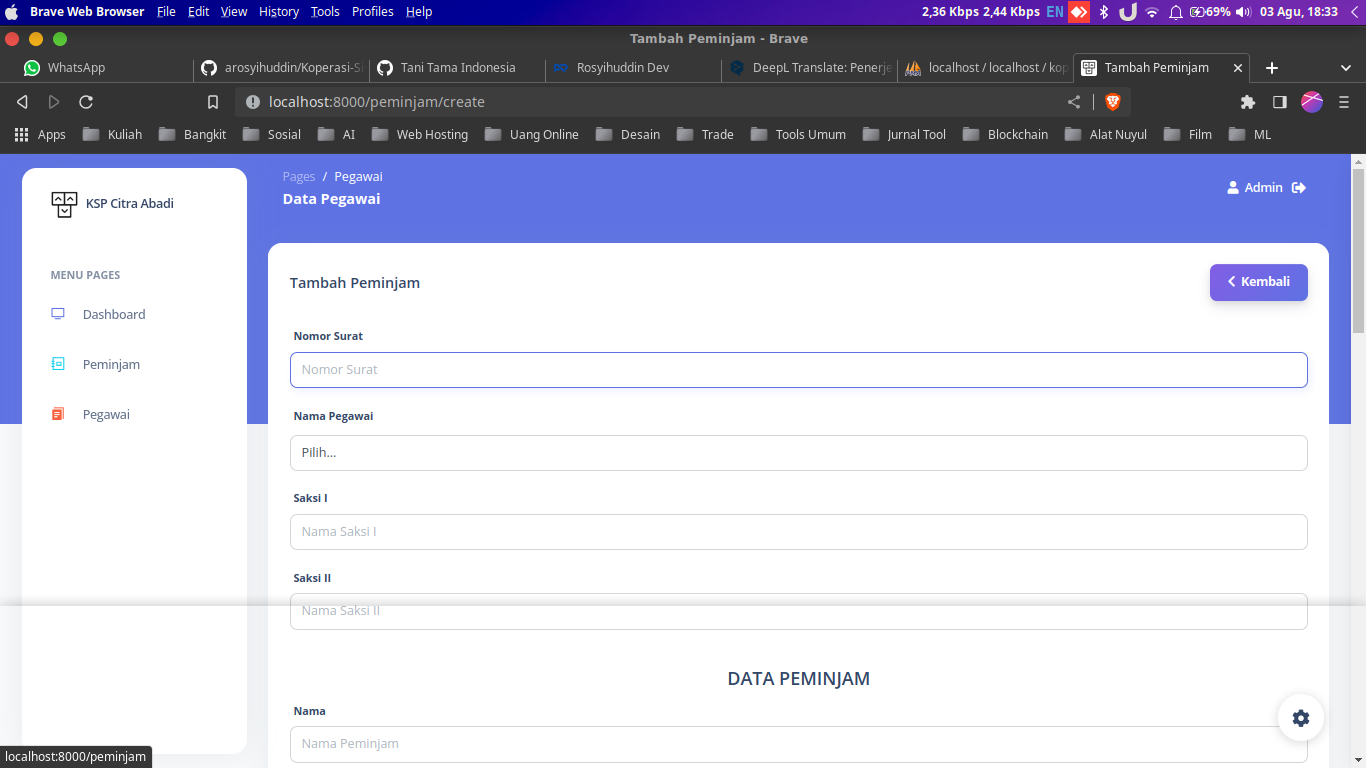 Brave Web Browser File Edit View History Tools Profiles Help 2,36 Kbps 2,44 Kbps EN 69% 03 Agu, 18:33
Tambah Peminjam - Brave
WhatsApp arosyihuddin/Koperasi-Si Tani Tama Indonesia Rosyihuddin Dev DeepL Translate: Penerje localhost / localhost / kop Tambah Peminjam
localhost:8000/peminjam/create
Apps Kuliah Bangkit Sosial AI Web Hosting Uang Online Desain Trade Tools Umum Jurnal Tool Blockchain Alat Nuyul Film ML
KSP Citra Abadi
MENU PAGES
Dashboard
Peminjam
Pegawai
Pages / Pegawai
Data Pegawai
Admin
Tambah Peminjam
Kembali
Nomor Surat
Nomor Surat
Nama Pegawai
Pilih...
Saksi I
Nama Saksi I
Saksi II
Nama Saksi II
DATA PEMINJAM
Nama
Nama Peminjam
localhost:8000/peminjam